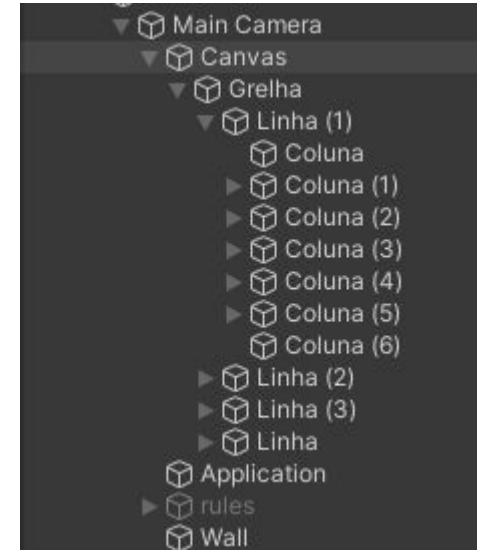 Main Camera
Canvas
Grelha
Linha (1)
Coluna
Coluna (1)
Coluna (2)
Coluna (3)
Coluna (4)
Coluna (5)
Coluna (6)
Linha (2)
Linha (3)
Linha
Application
rules
Wall